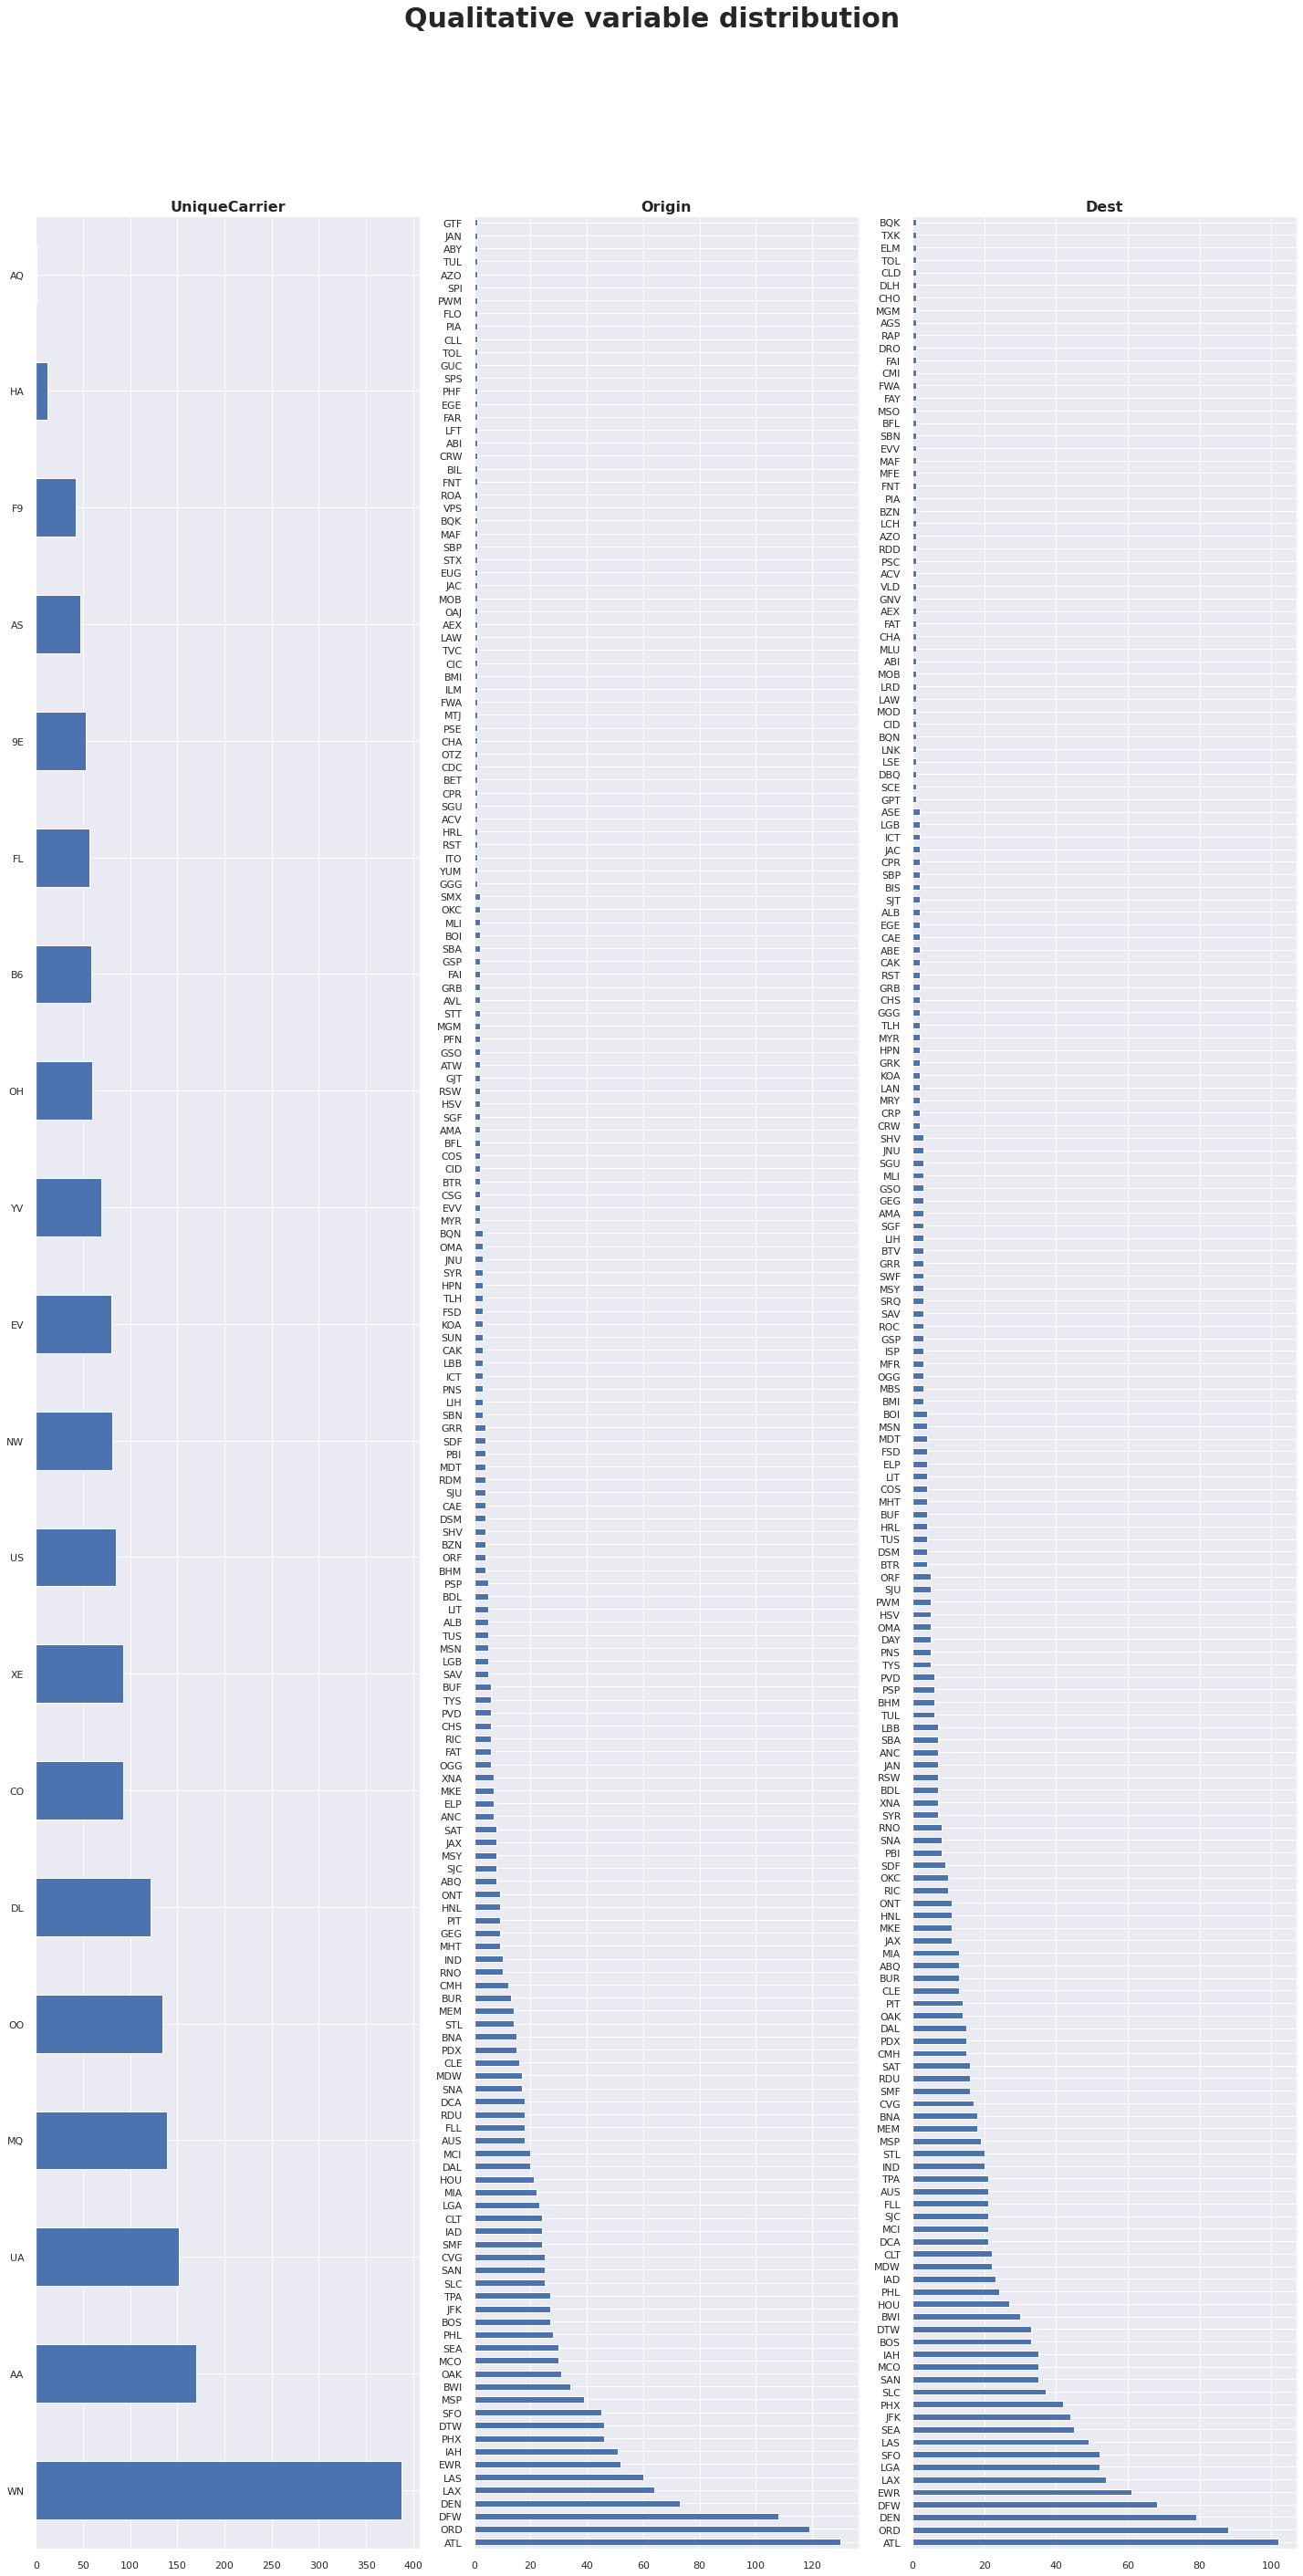 Qualitative variable distribution
UniqueCarrier
AQ
HA
F9
AS
9E
FL
B6
OH
YV
EV
NW
US
XE
CO
DL
OO
MQ
UA
AA
WN
0 50 100 150 200 250 300 350 400
Origin
GTF
JAN
ABY
TUL
AZO
SPI
PWM
FLO
PIA
CLL
TOL
GUC
SPS
PHF
EGE
FAR
LFT
ABI
CRW
BIL
FNT
ROA
VPS
BQK
MAF
SBP
STX
EUG
JAC
MOB
OAJ
AEX
LAW
TVC
CIC
BMI
ILM
FWA
MTJ
PSE
CHA
OTZ
CDC
BET
CPR
SGU
ACV
HRL
RST
ITO
YUM
GGG
SMX
OKC
MLI
BOI
SBA
GSP
FAI
GRB
AVL
STT
MGM
PFN
GSO
ATW
GJT
RSW
HSV
SGF
AMA
BFL
COS
CID
BTR
CSG
EVV
MYR
BQN
OMA
JNU
SYR
HPN
TLH
FSD
KOA
SUN
CAK
LBB
ICT
PNS
LIH
SBN
GRR
SDF
PBI
MDT
RDM
SJU
CAE
DSM
SHV
BZN
ORF
BHM
PSP
BDL
LIT
ALB
TUS
MSN
LGB
SAV
BUF
TYS
PVD
CHS
RIC
FAT
OGG
XNA
MKE
ELP
ANC
SAT
JAX
MSY
SJC
ABQ
ONT
HNL
PIT
GEG
MHT
IND
RNO
CMH
BUR
MEM
STL
BNA
PDX
CLE
MDW
SNA
DCA
RDU
FLL
AUS
MCI
DAL
HOU
MIA
LGA
CLT
IAD
SMF
CVG
SAN
SLC
TPA
JFK
BOS
PHL
SEA
MCO
OAK
BWI
MSP
SFO
DTW
PHX
IAH
EWR
LAS
LAX
DEN
DFW
ORD
ATL
0 20 40 60 80 100 120
Dest
BQK
TXK
ELM
TOL
CLD
DLH
CHO
MGM
AGS
RAP
DRO
FAI
CMI
FWA
FAY
MSO
BFL
SBN
EVV
MAF
MFE
FNT
PIA
BZN
LCH
AZO
RDD
PSC
ACV
VLD
GNV
AEX
FAT
CHA
MLU
ABI
MOB
LRD
LAW
MOD
CID
BQN
LNK
LSE
DBQ
SCE
GPT
ASE
LGB
ICT
JAC
CPR
SBP
BIS
SJT
ALB
EGE
CAE
ABE
CAK
RST
GRB
CHS
GGG
TLH
MYR
HPN
GRK
KOA
LAN
MRY
CRP
CRW
SHV
JNU
SGU
MLI
GSO
GEG
AMA
SGF
LIH
BTV
GRR
SWF
MSY
SRQ
SAV
ROC
GSP
ISP
MFR
OGG
MBS
BMI
BOI
MSN
MDT
FSD
ELP
LIT
COS
MHT
BUF
HRL
TUS
DSM
BTR
ORF
SJU
PWM
HSV
OMA
DAY
PNS
TYS
PVD
PSP
BHM
TUL
LBB
SBA
ANC
JAN
RSW
BDL
XNA
SYR
RNO
SNA
PBI
SDF
OKC
RIC
ONT
HNL
MKE
JAX
MIA
ABQ
BUR
CLE
PIT
OAK
DAL
PDX
CMH
SAT
RDU
SMF
CVG
BNA
MEM
MSP
STL
IND
TPA
AUS
FLL
SJC
MCI
DCA
CLT
MDW
IAD
PHL
HOU
BWI
DTW
BOS
IAH
MCO
SAN
SLC
PHX
JFK
SEA
LAS
SFO
LGA
LAX
EWR
DFW
DEN
ORD
ATL
0 20 40 60 80 100